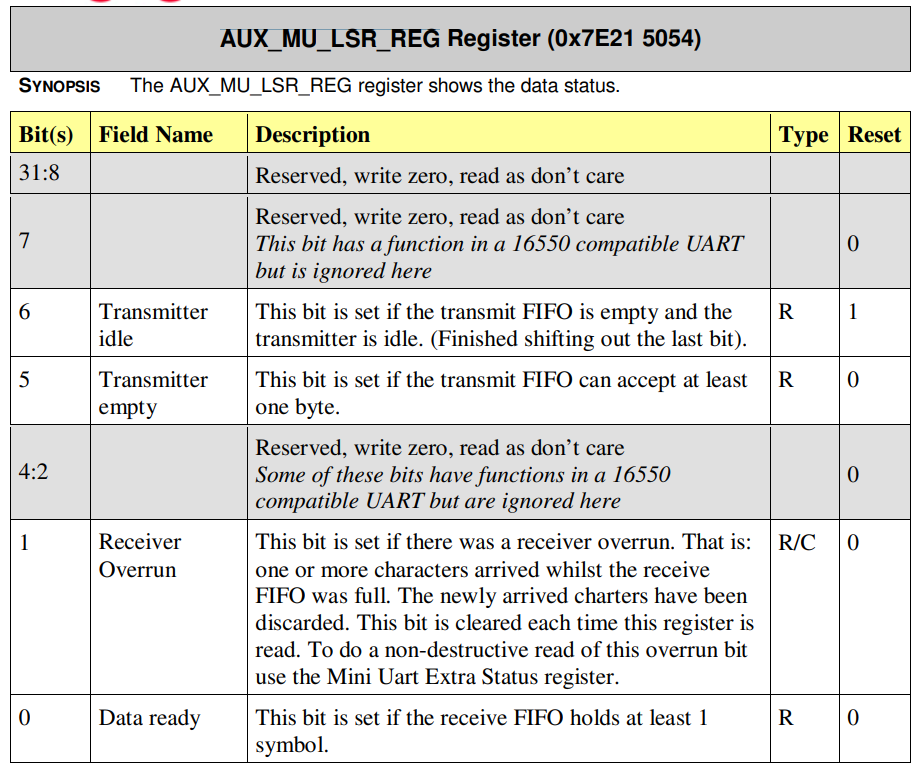 AUX_MU_LSR_REG Register (0x7E21 5054)
SYNOPSIS The AUX_MU_LSR_REG register shows the data status.
Bit(s) Field Name Description Type Reset
31:8 Reserved, write zero, read as don’t care
Reserved, write zero, read as don’t care
7 This bit has a function in a 16550 compatible UART 0
but is ignored here
6 Transmitter This bit is set if the transmit FIFO is empty and the R 1
idle transmitter is idle. (Finished shifting out the last bit).
5 Transmitter This bit is set if the transmit FIFO can accept at least R 0
empty one byte.
Reserved, write zero, read as don’t care
4:2 Some of these bits have functions in a 16550 0
compatible UART but are ignored here
1 Receiver This bit is set if there was a receiver overrun. That is: R/C 0
Overrun one or more characters arrived whilst the receive
FIFO was full. The newly arrived charters have been
discarded. This bit is cleared each time this register is
read. To do a non-destructive read of this overrun bit
use the Mini Uart Extra Status register.
0 Data ready This bit is set if the receive FIFO holds at least 1 R 0
symbol.